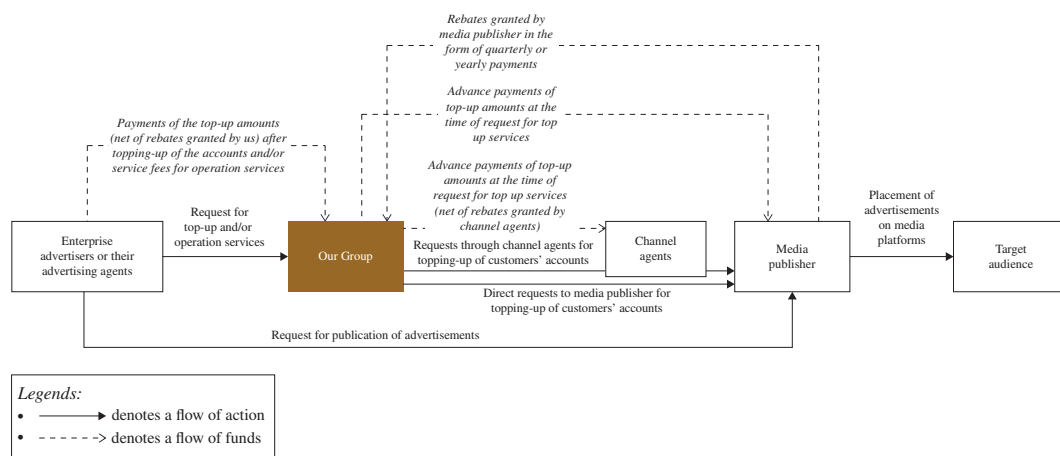 Rebates granted by
media publisher in the
form of quarterly or
yearly payments
Advance payments of
top-up amounts at the
time of request for top
up services
Payments of the top-up amounts
(net of rebates granted by us) after
topping-up of the accounts and/or
service fees for operation services
Advance payments of top-up
amounts at the time of
request for top up services
(net of rebates granted by
channel agents)
Enterprise
advertisers or their
advertising agents
Request for
top-up and/or
operation services
Our Group
Requests through channel agents for
topping-up of customers’ accounts
Channel
agents
Direct requests to media publisher for
topping-up of customers’ accounts
Media
publisher
Placement of
advertisements
on media
platforms
Target
audience
Request for publication of advertisements
Legends:
• denotes a flow of action
• denotes a flow of funds